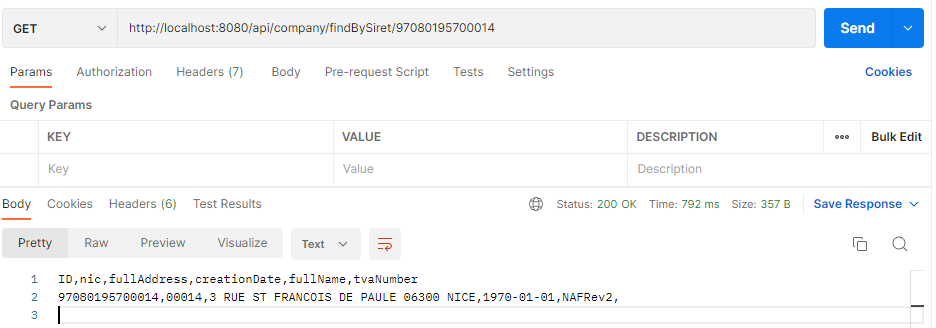 GET http://localhost:8080/api/company/findBySiret/97080195700014 Send
Params Authorization Headers (7) Body Pre-request Script Tests Settings Cookies
Query Params
KEY VALUE DESCRIPTION ••• Bulk Edit
Key Value Description
Body Cookies Headers (6) Test Results Status: 200 OK Time: 792 ms Size: 357 B Save Response
Pretty Raw Preview Visualize Text
1 ID,nic,fullAddress,creationDate,fullName,tvaNumber
2 97080195700014,00014,3 RUE ST FRANCOIS DE PAULE 06300 NICE,1970-01-01,NAFRev2,
3